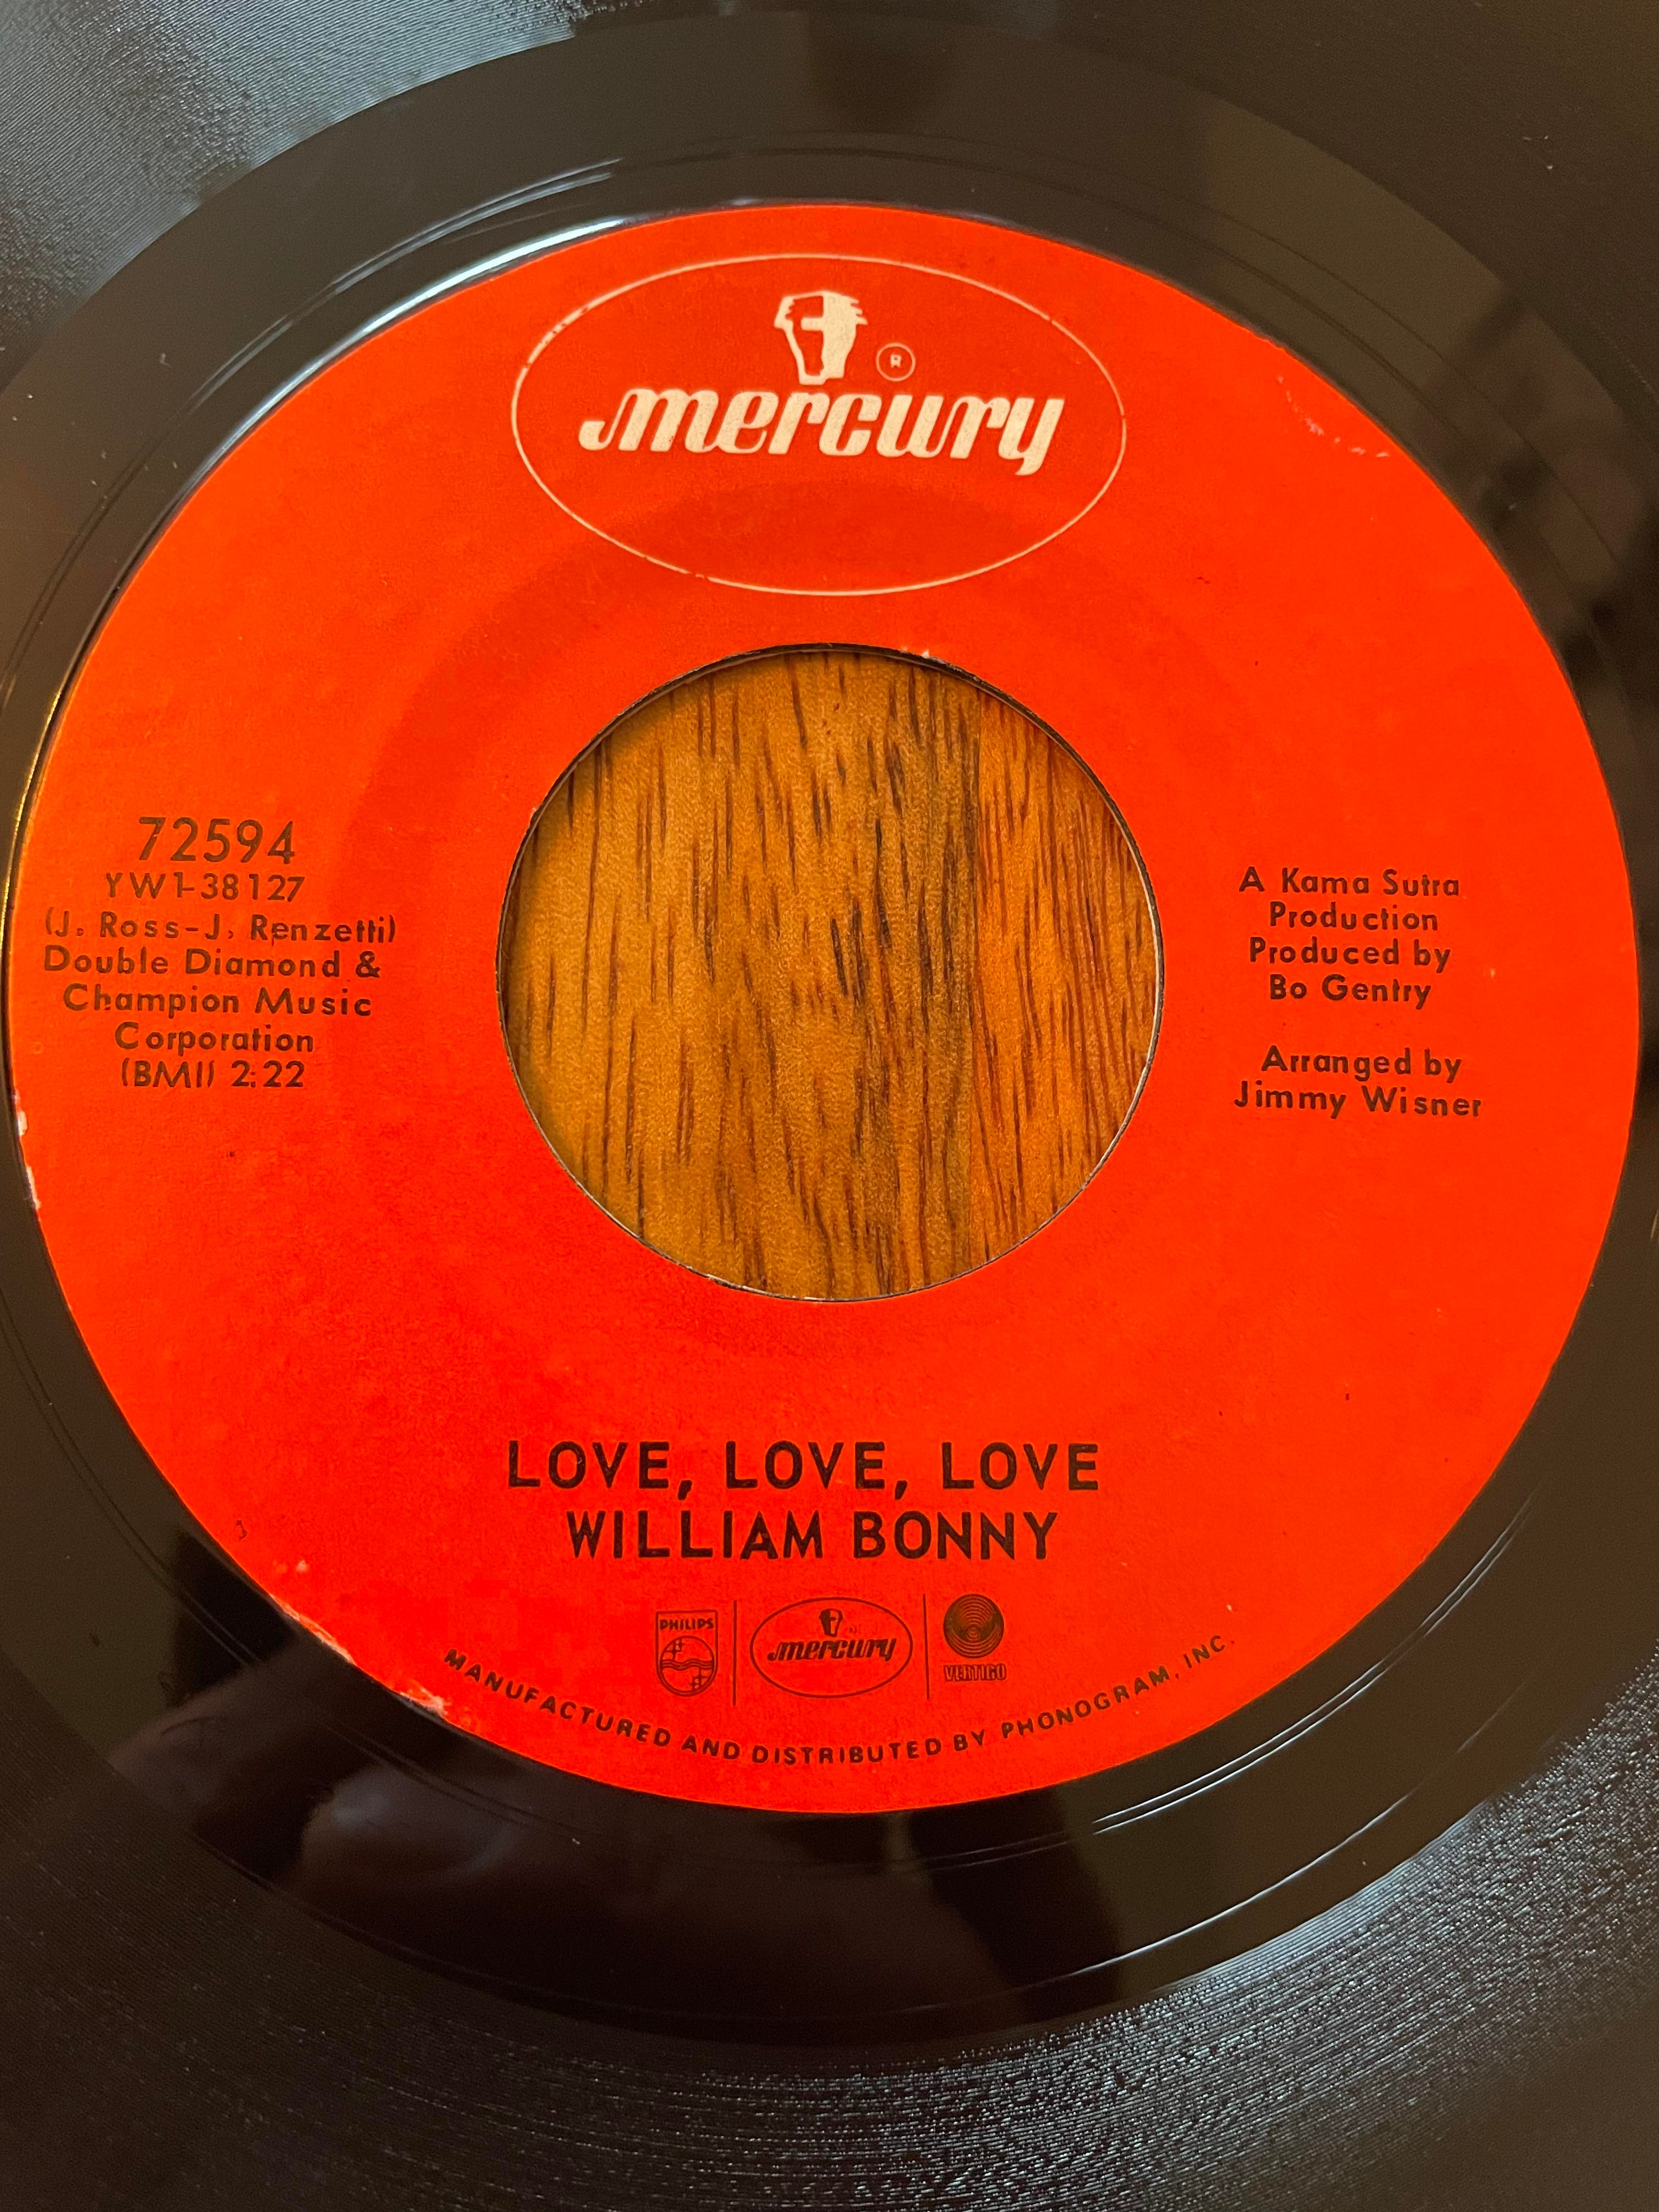 ®
mercury
72594
YW1-38127
(J. Ross-J. Renzetti)
Double Diamond &
Champion Music
Corporation
(BMI) 2:22
A Kama Sutra
Production
Produced by
Bo Gentry
Arranged by
Jimmy Wisner
LOVE, LOVE, LOVE
WILLIAM BONNY
PHILIPS
mercury
VERTIGO
MANUFACTURED AND DISTRIBUTED BY PHONOGRAM, INC.